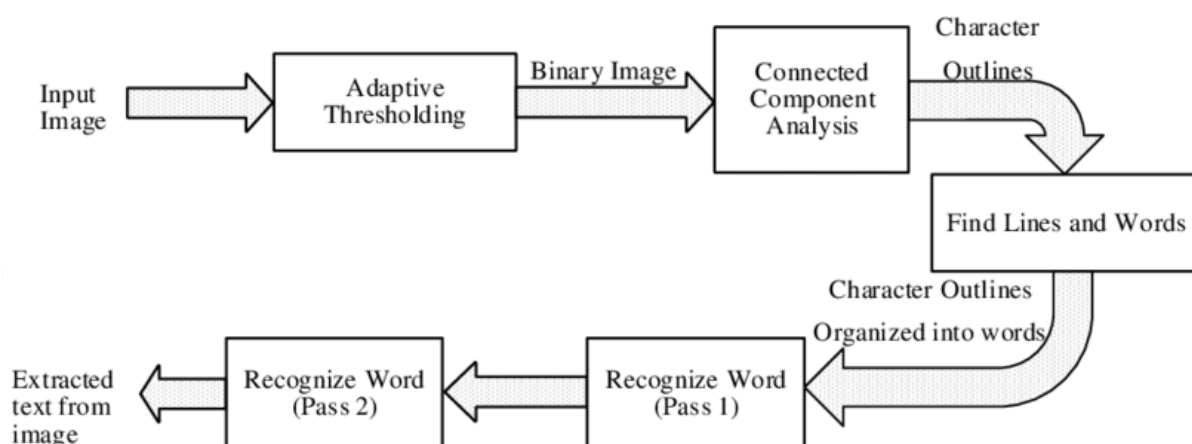 Input
Image
Adaptive
Thresholding
Binary Image
Connected
Component
Analysis
Character
Outlines
Find Lines and Words
Character Outlines
Organized into words
Recognize Word
(Pass 1)
Recognize Word
(Pass 2)
Extracted
text from
image